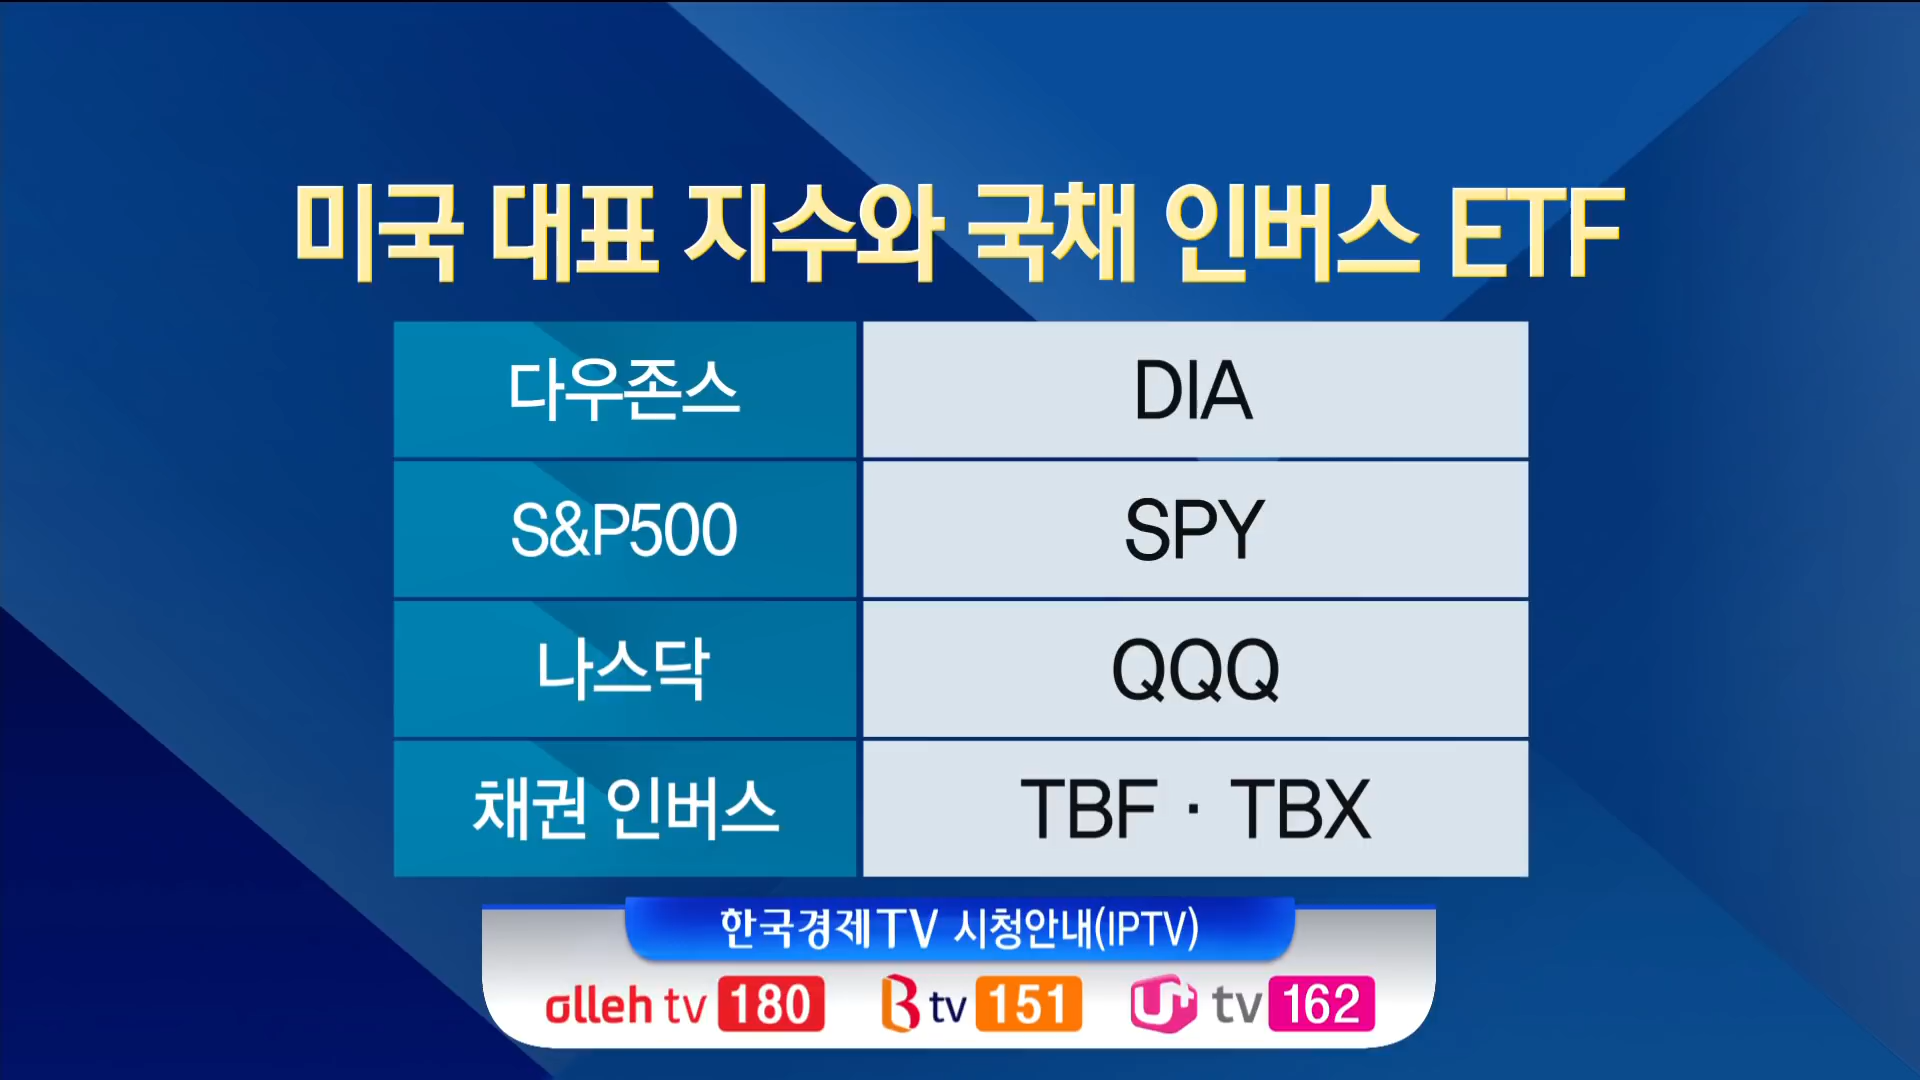 미국 대표 지수와 국채 인버스 ETF
다우존스 DIA
S&P500 SPY
나스닥 QQQ
채권 인버스 TBF · TBX
한국경제TV 시청안내(IPTV)
olleh tv 180 B tv 151 U+ tv 162